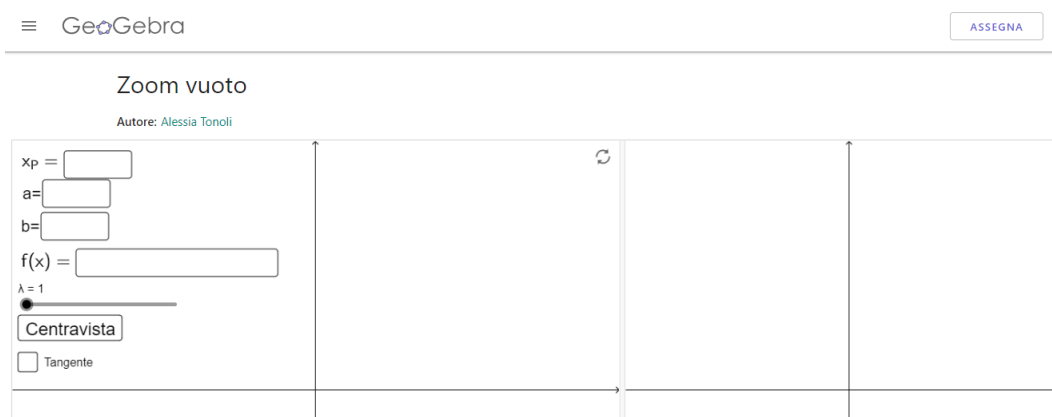 GeoGebra
ASSEGNA
Zoom vuoto
Autore: Alessia Tonoli
xP =
a=
b=
f(x) =
λ = 1
Centravista
Tangente